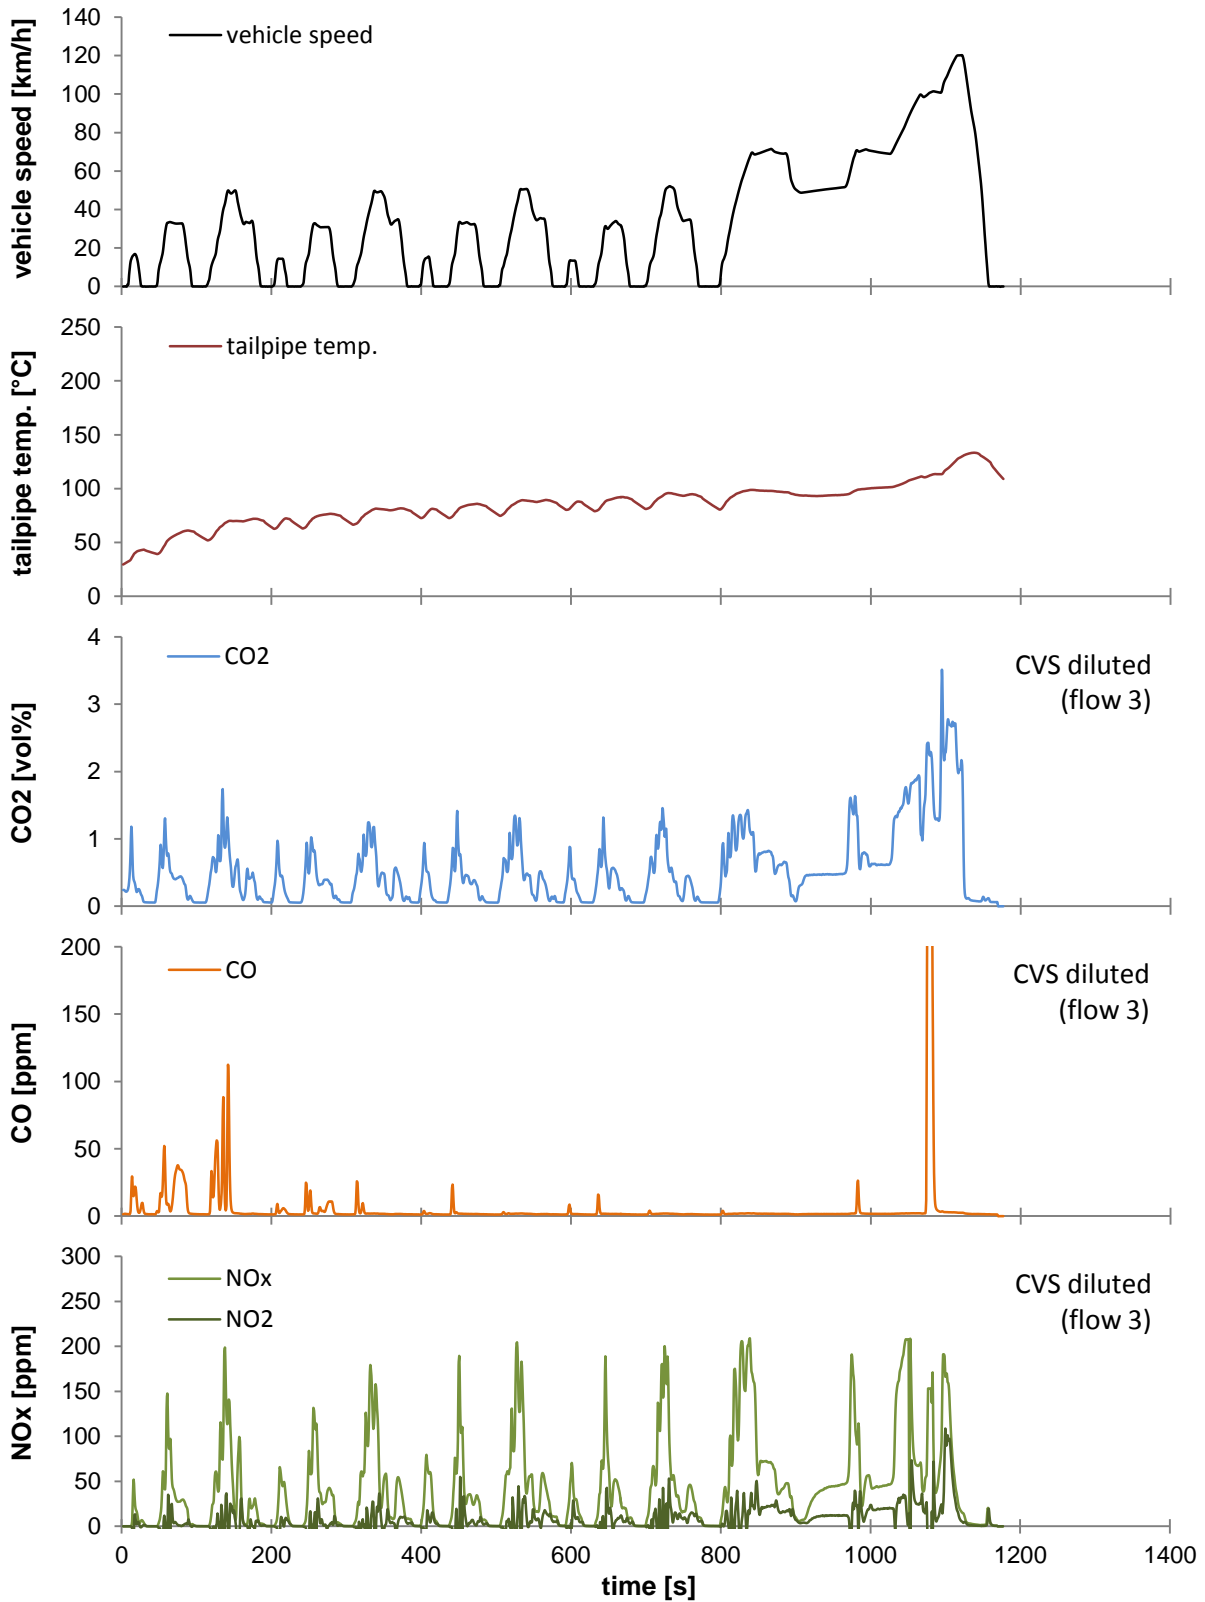 vehicle speed [km/h]
140
120
100
80
60
40
20
0
vehicle speed
tailpipe temp. [°C]
250
200
150
100
50
0
tailpipe temp.
CO2 [vol%]
4
3
2
1
0
CO2
CVS diluted
(flow 3)
CO [ppm]
200
150
100
50
0
CO
CVS diluted
(flow 3)
NOx [ppm]
300
250
200
150
100
50
0
NOx
NO2
CVS diluted
(flow 3)
0 200 400 600 800 1000 1200 1400
time [s]